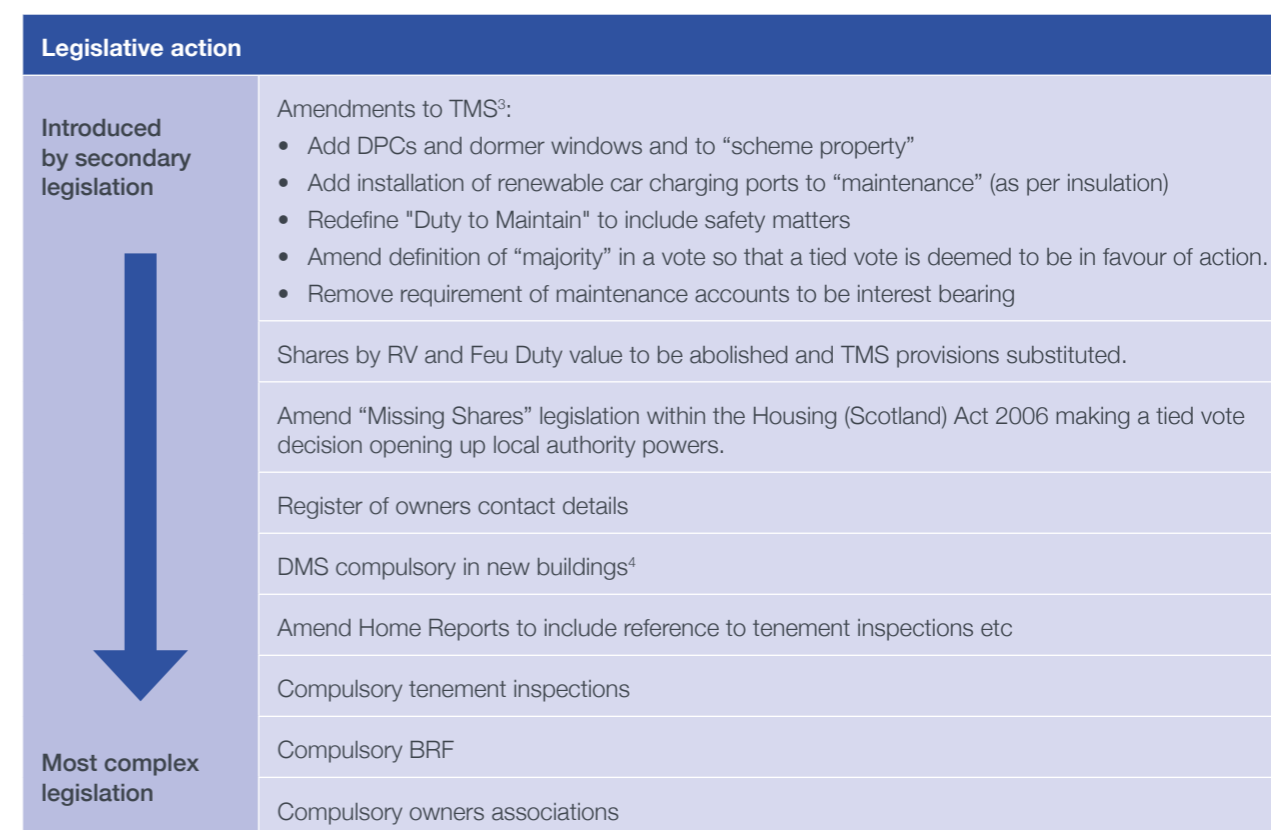 Legislative action
Introduced
by secondary
legislation
Amendments to TMS³:
• Add DPCs and dormer windows and to “scheme property”
• Add installation of renewable car charging ports to “maintenance” (as per insulation)
• Redefine "Duty to Maintain" to include safety matters
• Amend definition of “majority” in a vote so that a tied vote is deemed to be in favour of action.
• Remove requirement of maintenance accounts to be interest bearing
Shares by RV and Feu Duty value to be abolished and TMS provisions substituted.
Amend “Missing Shares” legislation within the Housing (Scotland) Act 2006 making a tied vote
decision opening up local authority powers.
Register of owners contact details
DMS compulsory in new buildings⁴
Amend Home Reports to include reference to tenement inspections etc
Compulsory tenement inspections
Most complex
legislation
Compulsory BRF
Compulsory owners associations